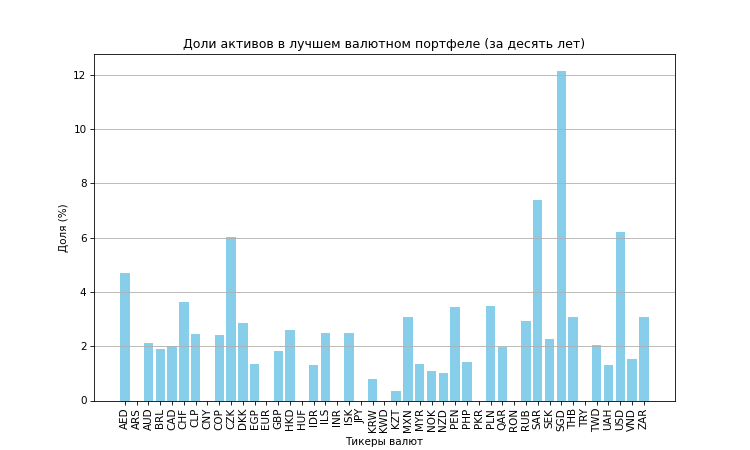 Доли активов в лучшем валютном портфеле (за десять лет)
Доля (%)
12
10
8
6
4
2
0
AED ARS AUD BRL CAD CHF CLP CNY COP CZK DKK EGP EUR GBP HKD HUF IDR ILS INR ISK JPY KRW KWD KZT MXN MYR NOK NZD PEN PHP PKR PLN QAR RON RUB SAR SEK SGD THB TRY TWD UAH USD VND ZAR
Тикеры валют